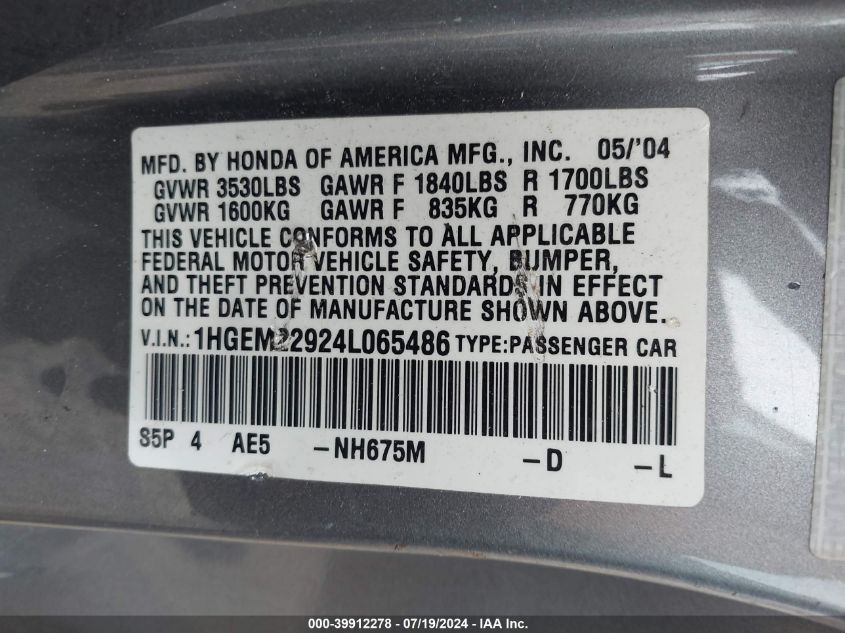 MFD. BY HONDA OF AMERICA MFG., INC. 05/'04
GVWR 3530LBS GAWR F 1840LBS R 1700LBS
GVWR 1600KG GAWR F 835KG R 770KG
THIS VEHICLE CONFORMS TO ALL APPLICABLE
FEDERAL MOTOR VEHICLE SAFETY, BUMPER,
AND THEFT PREVENTION STANDARDS IN EFFECT
ON THE DATE OF MANUFACTURE SHOWN ABOVE.
V.I.N.: 1HGEM22924L065486 TYPE:PASSENGER CAR
S5P 4 AE5 -NH675M -D -L
000-39912278 - 07/19/2024 - IAA Inc.